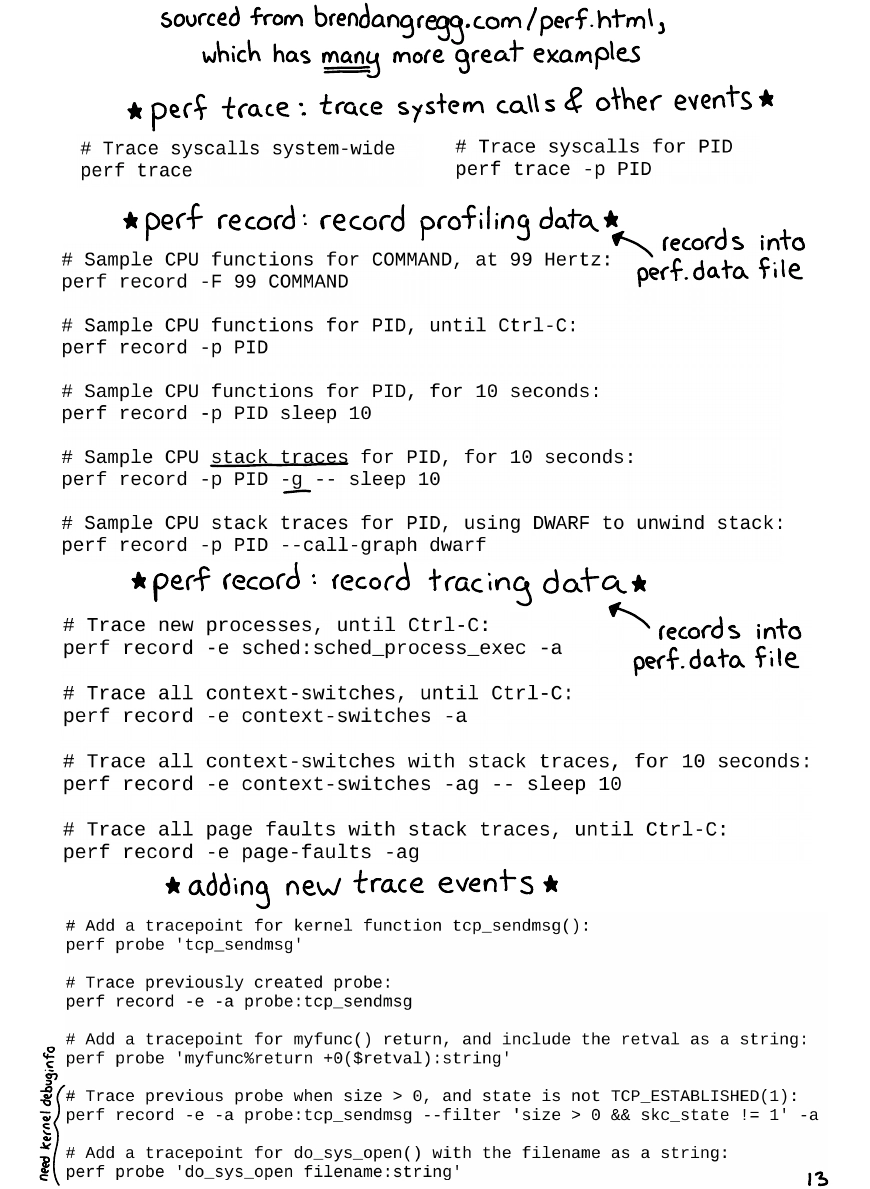 sourced from brendangregg.com/perf.html,
which has many more great examples
★ perf trace: trace system calls & other events ★
# Trace syscalls system-wide
perf trace
# Trace syscalls for PID
perf trace -p PID
★ perf record: record profiling data ★
records into
perf.data file
# Sample CPU functions for COMMAND, at 99 Hertz:
perf record -F 99 COMMAND
# Sample CPU functions for PID, until Ctrl-C:
perf record -p PID
# Sample CPU functions for PID, for 10 seconds:
perf record -p PID sleep 10
# Sample CPU stack traces for PID, for 10 seconds:
perf record -p PID -g -- sleep 10
# Sample CPU stack traces for PID, using DWARF to unwind stack:
perf record -p PID --call-graph dwarf
★ perf record: record tracing data ★
records into
perf.data file
# Trace new processes, until Ctrl-C:
perf record -e sched:sched_process_exec -a
# Trace all context-switches, until Ctrl-C:
perf record -e context-switches -a
# Trace all context-switches with stack traces, for 10 seconds:
perf record -e context-switches -ag -- sleep 10
# Trace all page faults with stack traces, until Ctrl-C:
perf record -e page-faults -ag
★ adding new trace events ★
# Add a tracepoint for kernel function tcp_sendmsg():
perf probe 'tcp_sendmsg'
# Trace previously created probe:
perf record -e -a probe:tcp_sendmsg
# Add a tracepoint for myfunc() return, and include the retval as a string:
perf probe 'myfunc%return +0($retval):string'
need kernel debuginfo
# Trace previous probe when size > 0, and state is not TCP_ESTABLISHED(1):
perf record -e -a probe:tcp_sendmsg --filter 'size > 0 && skc_state != 1' -a
# Add a tracepoint for do_sys_open() with the filename as a string:
perf probe 'do_sys_open filename:string'
13